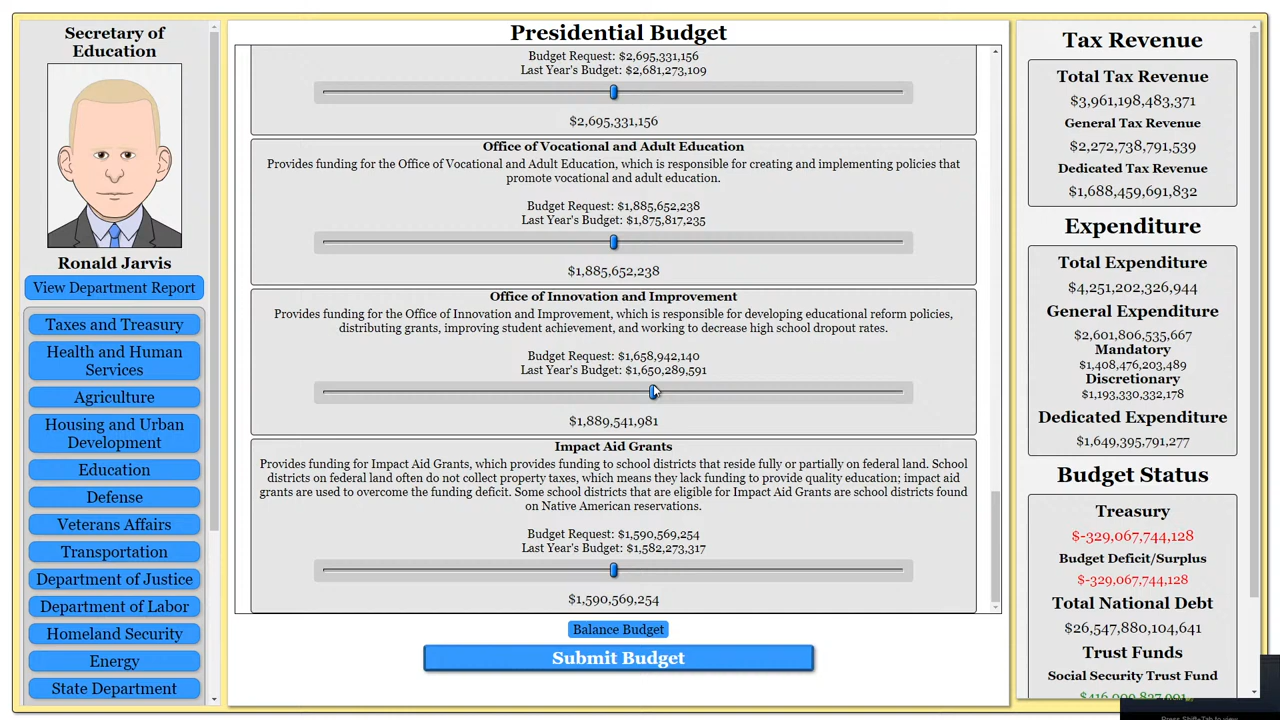 Secretary of
Education
Ronald Jarvis
View Department Report
Taxes and Treasury
Health and Human
Services
Agriculture
Housing and Urban
Development
Education
Defense
Veterans Affairs
Transportation
Department of Justice
Department of Labor
Homeland Security
Energy
State Department
Presidential Budget
Budget Request: $2,695,331,156
Last Year's Budget: $2,681,273,109
$2,695,331,156
Office of Vocational and Adult Education
Provides funding for the Office of Vocational and Adult Education, which is responsible for creating and implementing policies that
promote vocational and adult education.
Budget Request: $1,885,652,238
Last Year's Budget: $1,875,817,235
$1,885,652,238
Office of Innovation and Improvement
Provides funding for the Office of Innovation and Improvement, which is responsible for developing educational reform policies,
distributing grants, improving student achievement, and working to decrease high school dropout rates.
Budget Request: $1,658,942,140
Last Year's Budget: $1,650,289,591
$1,889,541,981
Impact Aid Grants
Provides funding for Impact Aid Grants, which provides funding to school districts that reside fully or partially on federal land. School
districts on federal land often do not collect property taxes, which means they lack funding to provide quality education; impact aid
grants are used to overcome the funding deficit. Some school districts that are eligible for Impact Aid Grants are school districts found
on Native American reservations.
Budget Request: $1,590,569,254
Last Year's Budget: $1,582,273,317
$1,590,569,254
Balance Budget
Submit Budget
Tax Revenue
Total Tax Revenue
$3,961,198,483,371
General Tax Revenue
$2,272,738,791,539
Dedicated Tax Revenue
$1,688,459,691,832
Expenditure
Total Expenditure
$4,251,202,326,944
General Expenditure
$2,601,806,535,667
Mandatory
$1,408,476,203,489
Discretionary
$1,193,330,332,178
Dedicated Expenditure
$1,649,395,791,277
Budget Status
Treasury
$-329,067,744,128
Budget Deficit/Surplus
$-329,067,744,128
Total National Debt
$26,547,880,104,641
Trust Funds
Social Security Trust Fund